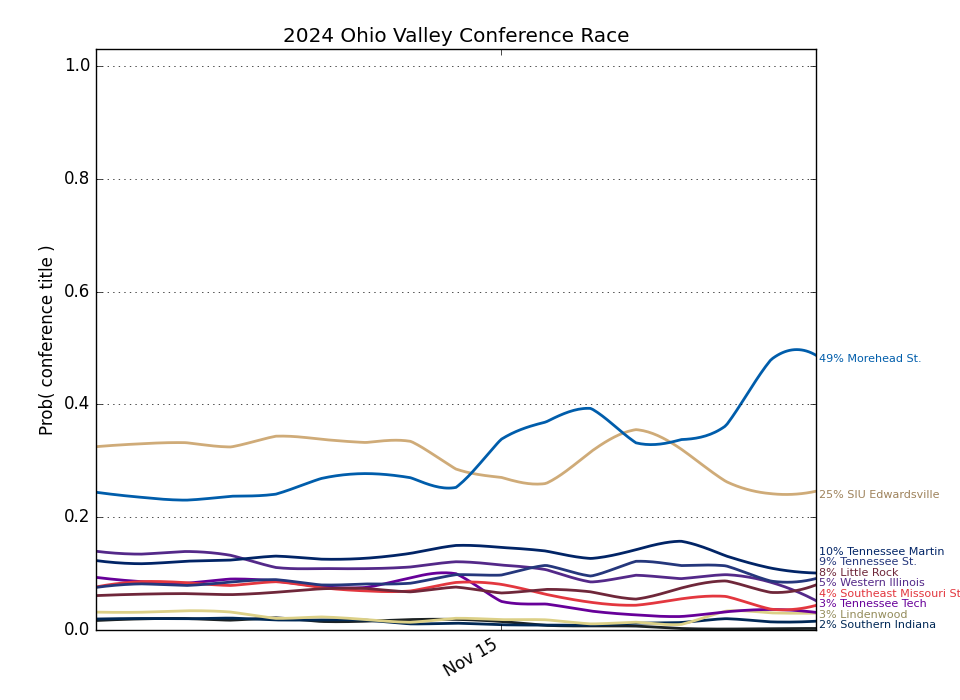 2024 Ohio Valley Conference Race
Prob( conference title )
1.0
0.8
0.6
0.4
0.2
0.0
Nov 15
49% Morehead St.
25% SIU Edwardsville
10% Tennessee Martin
9% Tennessee St.
8% Little Rock
5% Western Illinois
4% Southeast Missouri St
3% Tennessee Tech
3% Lindenwood
2% Southern Indiana